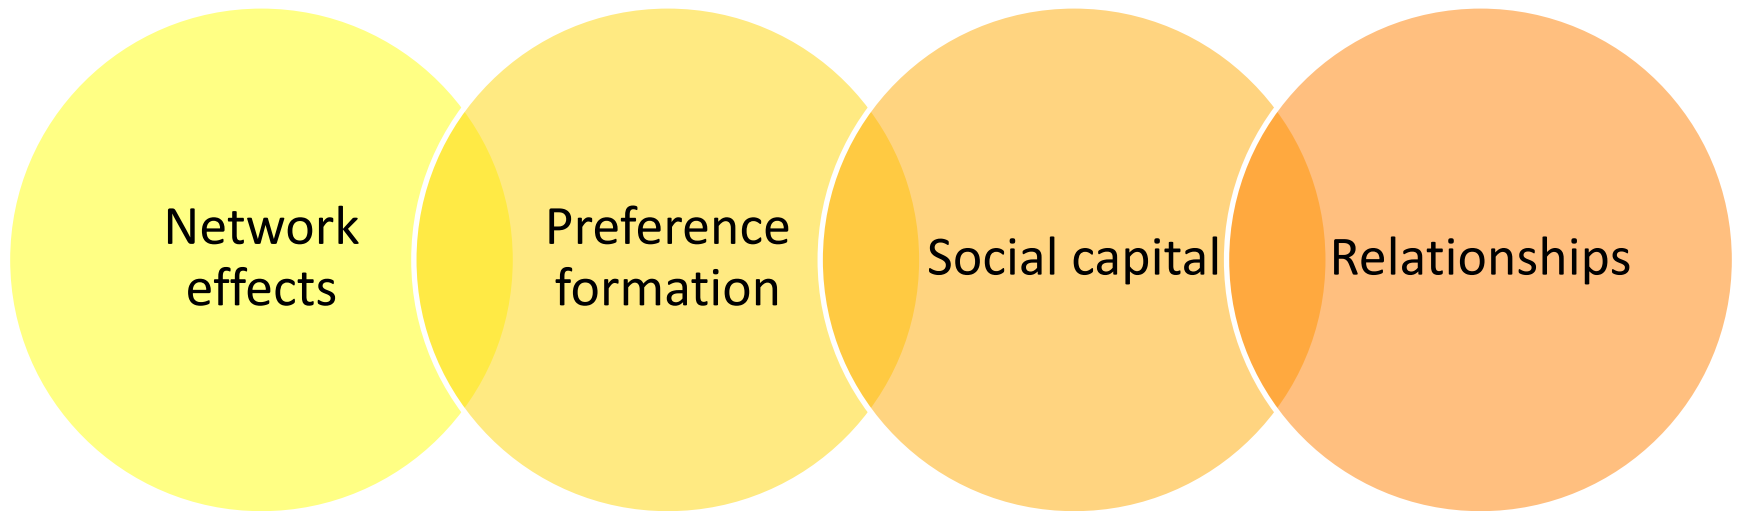 Network
effects
Preference
formation
Social capital
Relationships